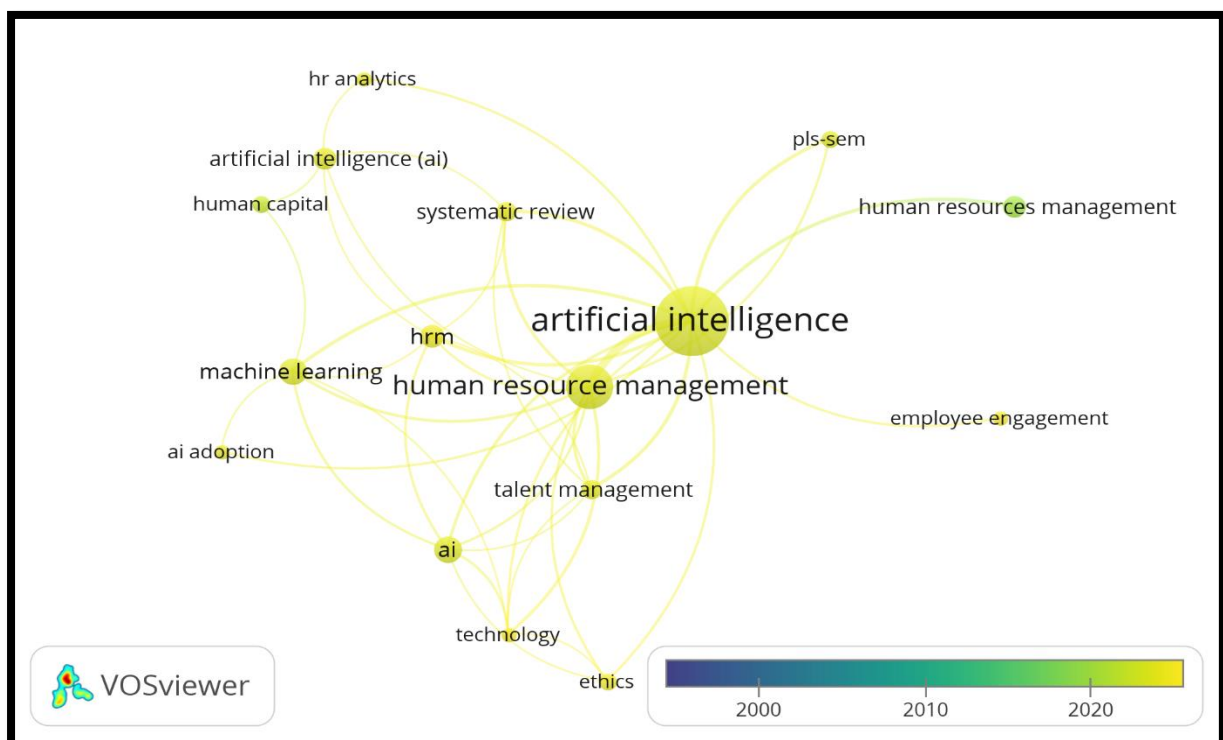 hr analytics
pls-sem
artificial intelligence (ai)
human capital
systematic review
human resources management
artificial intelligence
hrm
machine learning
human resource management
employee engagement
ai adoption
talent management
ai
technology
ethics
VOSviewer
2000
2010
2020